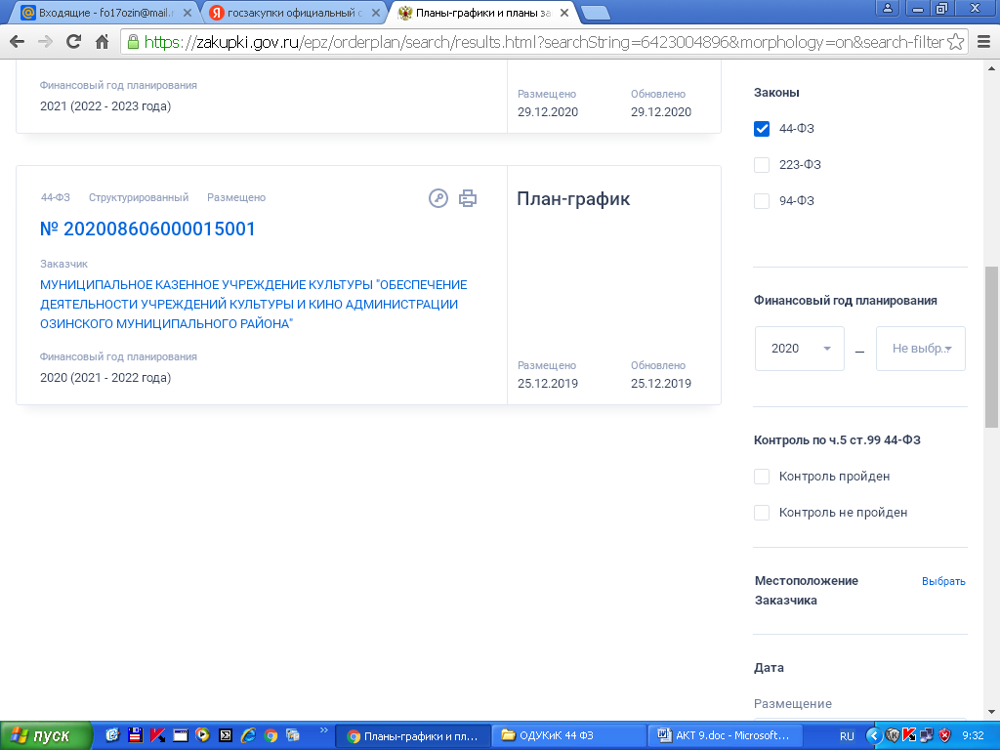 Входящие - fo17ozin@mail.r
госзакупки официальный с
Планы-графики и планы за
https://zakupki.gov.ru/epz/orderplan/search/results.html?searchString=6423004896&morphology=on&search-filter
Финансовый год планирования
2021 (2022 - 2023 года)
Размещено
29.12.2020
Обновлено
29.12.2020
44-ФЗ Структурированный Размещено
№ 202008606000015001
Заказчик
МУНИЦИПАЛЬНОЕ КАЗЕННОЕ УЧРЕЖДЕНИЕ КУЛЬТУРЫ "ОБЕСПЕЧЕНИЕ
ДЕЯТЕЛЬНОСТИ УЧРЕЖДЕНИЙ КУЛЬТУРЫ И КИНО АДМИНИСТРАЦИИ
ОЗИНСКОГО МУНИЦИПАЛЬНОГО РАЙОНА"
Финансовый год планирования
2020 (2021 - 2022 года)
План-график
Размещено
25.12.2019
Обновлено
25.12.2019
Законы
44-ФЗ
223-ФЗ
94-ФЗ
Финансовый год планирования
2020 — Не выбр...
Контроль по ч.5 ст.99 44-ФЗ
Контроль пройден
Контроль не пройден
Местоположение
Заказчика
Выбрать
Дата
Размещение
пуск
Планы-графики и пл...
ОДУКиК 44 ФЗ
АКТ 9.doc - Microsoft...
RU
9:32